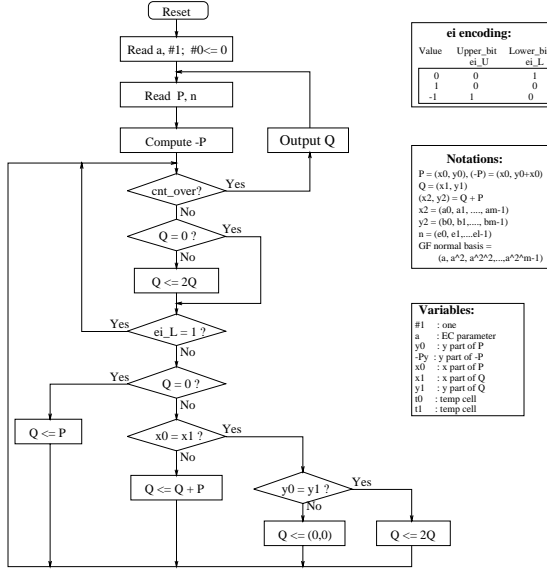 Reset
Read a, #1; #0<= 0
Read P, n
Compute -P
Output Q
cnt_over?
Yes
No
Q = 0 ?
Yes
No
Q <= 2Q
Yes
ei_L = 1 ?
No
Yes
Q = 0 ?
No
Q <= P
x0 = x1 ?
Yes
No
Q <= Q + P
y0 = y1 ?
Yes
No
Q <= (0,0)
Q <= 2Q
ei encoding:
Value Upper_bit Lower_bi
ei_U ei_L
0 0 1
1 0 0
-1 1 0
Notations:
P = (x0, y0), (-P) = (x0, y0+x0)
Q = (x1, y1)
(x2, y2) = Q + P
x2 = (a0, a1, ...., am-1)
y2 = (b0, b1,...., bm-1)
n = (e0, e1,....el-1)
GF normal basis =
(a, a^2, a^2^2,...,a^2^m-1)
Variables:
#1 : one
a : EC parameter
y0 : y part of P
-Py : y part of -P
x0 : x part of P
x1 : x part of Q
y1 : y part of Q
t0 : temp cell
t1 : temp cell